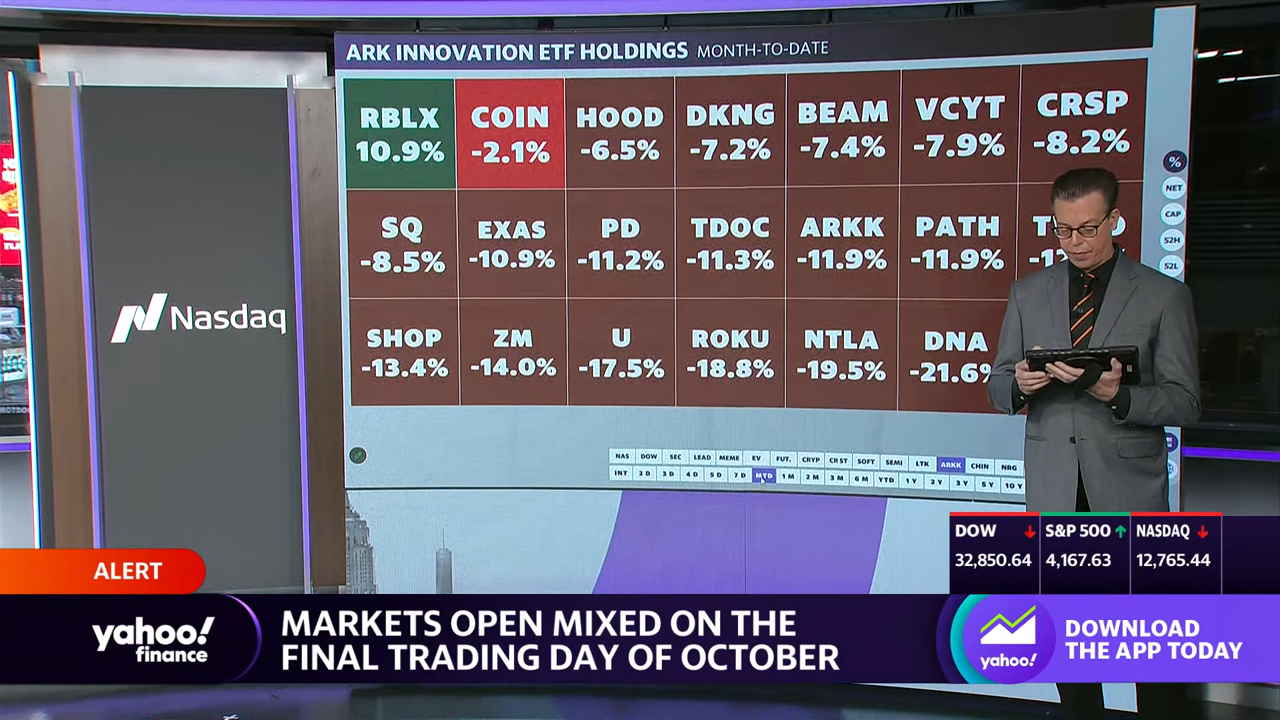 ARK INNOVATION ETF HOLDINGS MONTH-TO-DATE
RBLX COIN HOOD DKNG BEAM VCYT CRSP
10.9% -2.1% -6.5% -7.2% -7.4% -7.9% -8.2%
SQ EXAS PD TDOC ARKK PATH
-8.5% -10.9% -11.2% -11.3% -11.9% -11.9%
SHOP ZM U ROKU NTLA DNA
-13.4% -14.0% -17.5% -18.8% -19.5% -21.6%
%
NET
CAP
52H
52L
Nasdaq
NAS DOW SEC LEAD MEME EV FUT. CRYP CRST SOFT SEMI LTK ARKK CHIN NRG
INT 2 D 3 D 4 D 5 D 7 D MTD 1 M 2 M 3 M 6 M YTD 1 Y 2 Y 3 Y 5 Y 10 Y
DOW S&P 500 NASDAQ
32,850.64 4,167.63 12,765.44
ALERT
yahoo!
finance
MARKETS OPEN MIXED ON THE
FINAL TRADING DAY OF OCTOBER
yahoo!
DOWNLOAD
THE APP TODAY